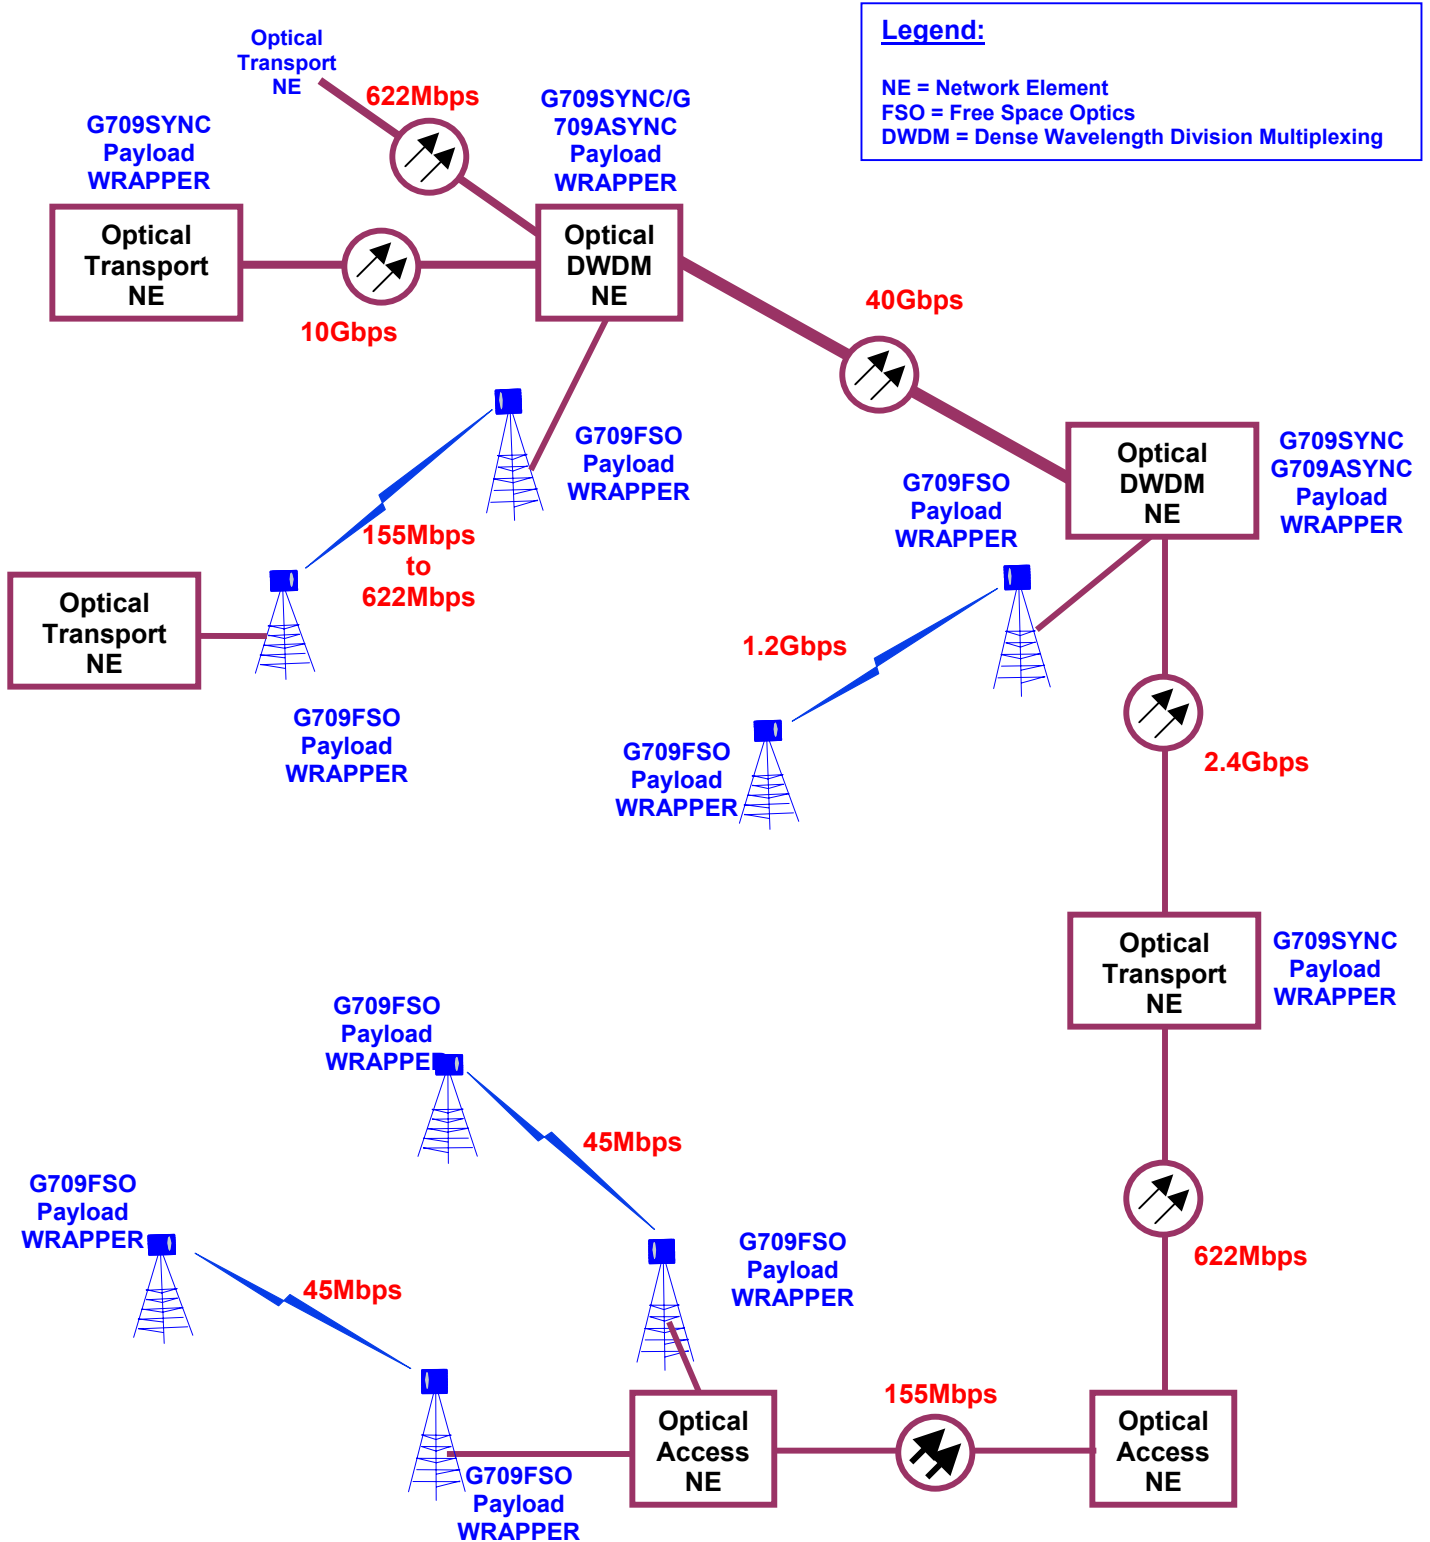 Optical
Transport
NE
Legend:
NE = Network Element
FSO = Free Space Optics
DWDM = Dense Wavelength Division Multiplexing
622Mbps
G709SYNC/G
709ASYNC
Payload
WRAPPER
G709SYNC
Payload
WRAPPER
Optical
Transport
NE
Optical
DWDM
NE
10Gbps
40Gbps
G709FSO
Payload
WRAPPER
Optical
DWDM
NE
G709SYNC
G709ASYNC
Payload
WRAPPER
G709FSO
Payload
WRAPPER
155Mbps
to
622Mbps
Optical
Transport
NE
1.2Gbps
G709FSO
Payload
WRAPPER
G709FSO
Payload
WRAPPER
2.4Gbps
Optical
Transport
NE
G709SYNC
Payload
WRAPPER
G709FSO
Payload
WRAPPER
45Mbps
G709FSO
Payload
WRAPPER
G709FSO
Payload
WRAPPER
622Mbps
45Mbps
155Mbps
Optical
Access
NE
Optical
Access
NE
G709FSO
Payload
WRAPPER